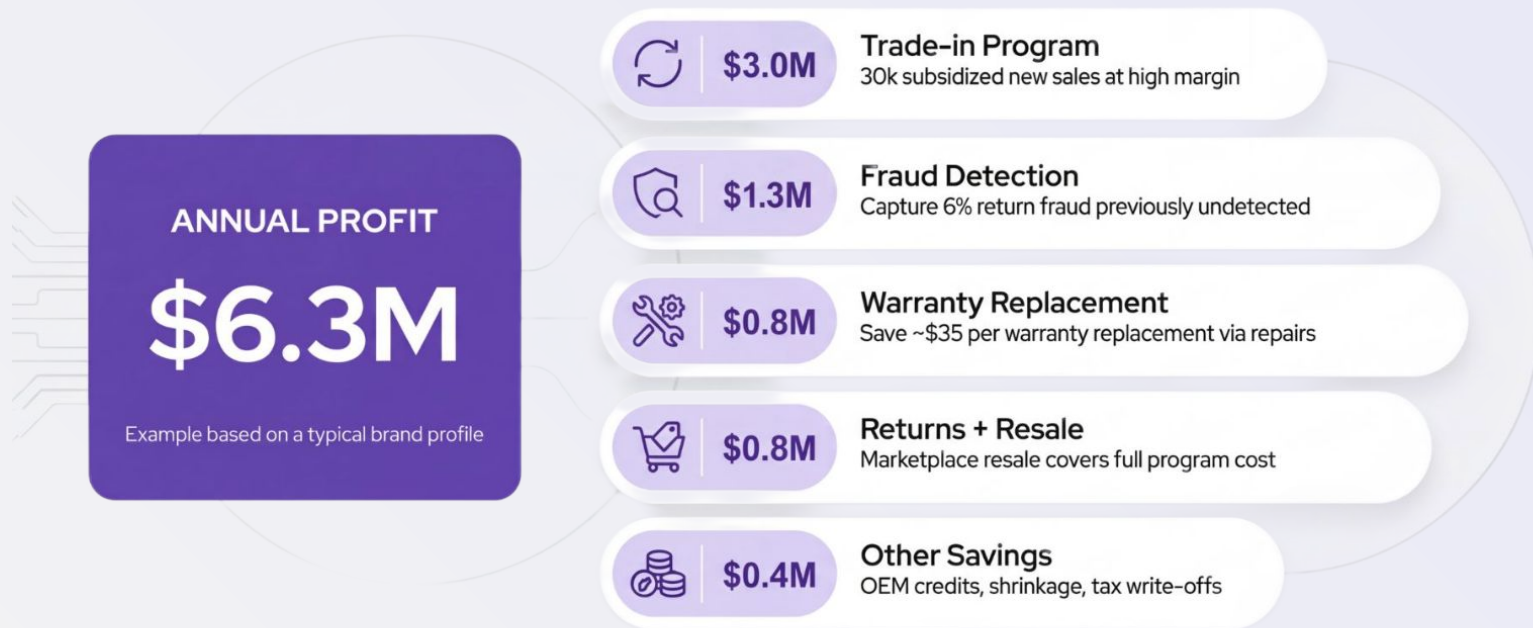 ANNUAL PROFIT
$6.3M
Example based on a typical brand profile
$3.0M
Trade-in Program
30k subsidized new sales at high margin
$1.3M
Fraud Detection
Capture 6% return fraud previously undetected
$0.8M
Warranty Replacement
Save ~$35 per warranty replacement via repairs
$0.8M
Returns + Resale
Marketplace resale covers full program cost
$0.4M
Other Savings
OEM credits, shrinkage, tax write-offs